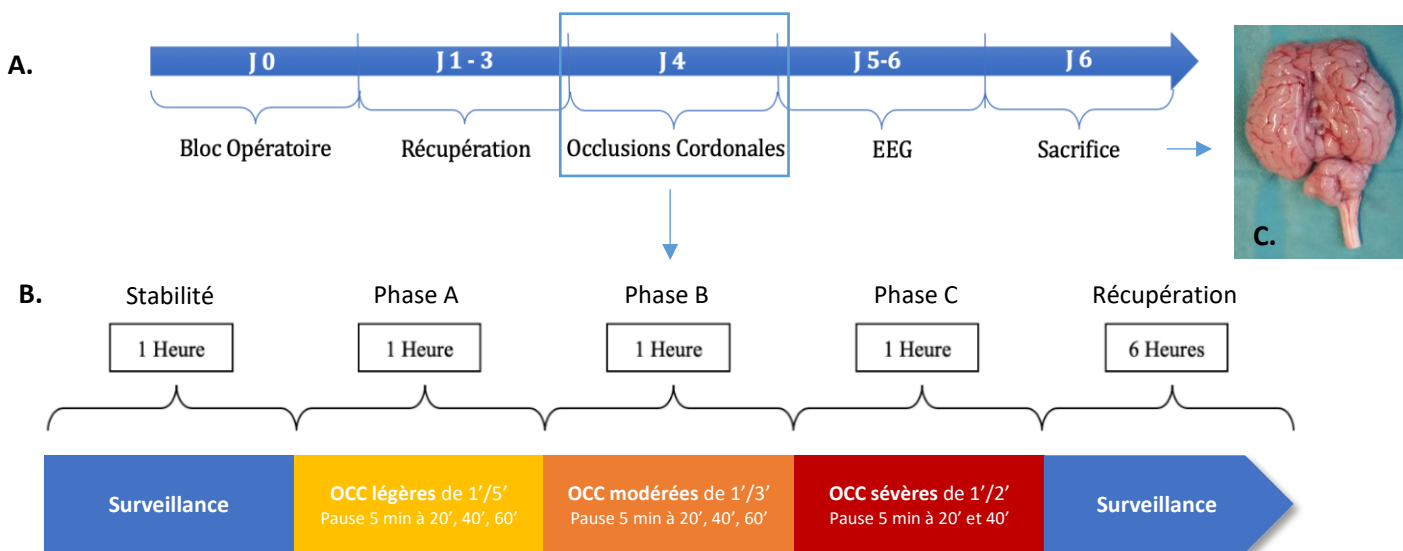 A.
J 0
J 1 - 3
J 4
J 5-6
J 6
Bloc Opératoire
Récupération
Occlusions Cordonales
EEG
Sacrifice
C.
B.
Stabilité
Phase A
Phase B
Phase C
Récupération
1 Heure
1 Heure
1 Heure
1 Heure
6 Heures
Surveillance
OCC légères de 1’/5’
Pause 5 min à 20’, 40’, 60’
OCC modérées de 1’/3’
Pause 5 min à 20’, 40’, 60’
OCC sévères de 1’/2’
Pause 5 min à 20’ et 40’
Surveillance